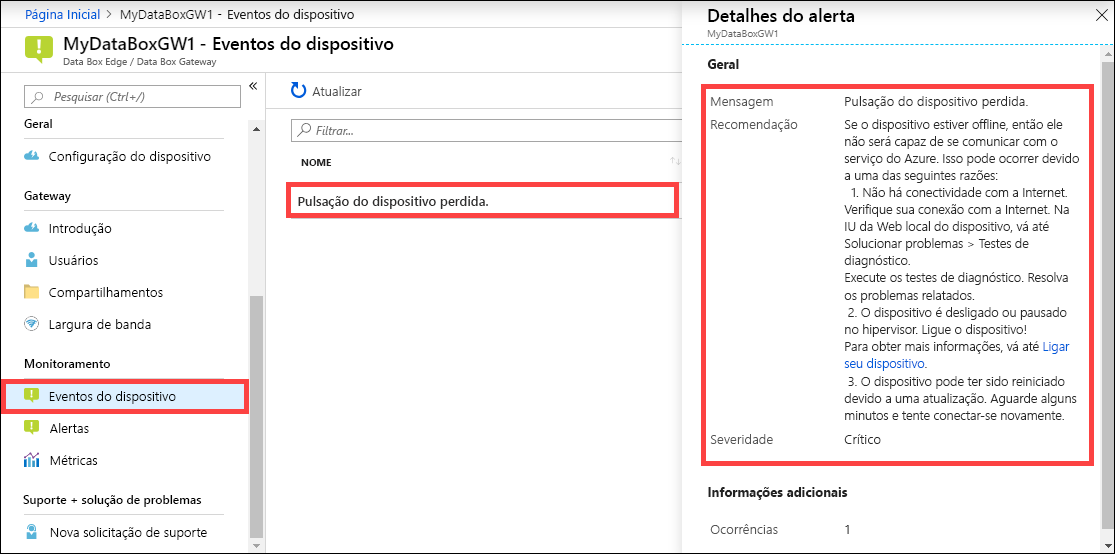 Página Inicial > MyDataBoxGW1 - Eventos do dispositivo
MyDataBoxGW1 - Eventos do dispositivo
Data Box Edge / Data Box Gateway
Pesquisar (Ctrl+/)
«
Geral
Configuração do dispositivo
Gateway
Introdução
Usuários
Compartilhamentos
Largura de banda
Monitoramento
Eventos do dispositivo
Alertas
Métricas
Suporte + solução de problemas
Nova solicitação de suporte
Atualizar
Filtrar...
NOME
Pulsação do dispositivo perdida.
Detalhes do alerta
MyDataBoxGW1
Geral
Mensagem Pulsação do dispositivo perdida.
Recomendação Se o dispositivo estiver offline, então ele
não será capaz de se comunicar com o
serviço do Azure. Isso pode ocorrer devido
a uma das seguintes razões:
1. Não há conectividade com a Internet.
Verifique sua conexão com a Internet. Na
IU da Web local do dispositivo, vá até
Solucionar problemas > Testes de
diagnóstico.
Execute os testes de diagnóstico. Resolva
os problemas relatados.
2. O dispositivo é desligado ou pausado
no hipervisor. Ligue o dispositivo!
Para obter mais informações, vá até Ligar
seu dispositivo.
3. O dispositivo pode ter sido reiniciado
devido a uma atualização. Aguarde alguns
minutos e tente conectar-se novamente.
Severidade Crítico
Informações adicionais
Ocorrências 1